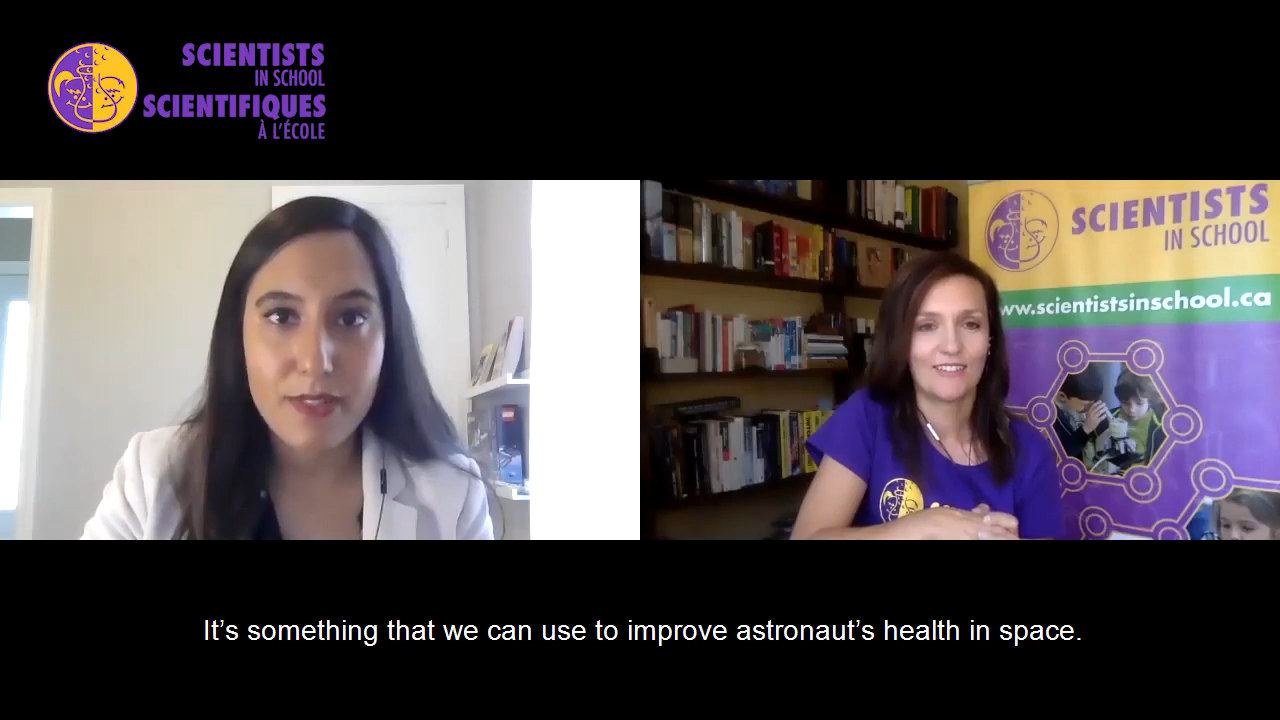 SCIENTISTS
IN SCHOOL
SCIENTIFIQUES
À L'ÉCOLE
SCIENTISTS
IN SCHOOL
www.scientistsinschool.ca
It’s something that we can use to improve astronaut’s health in space.